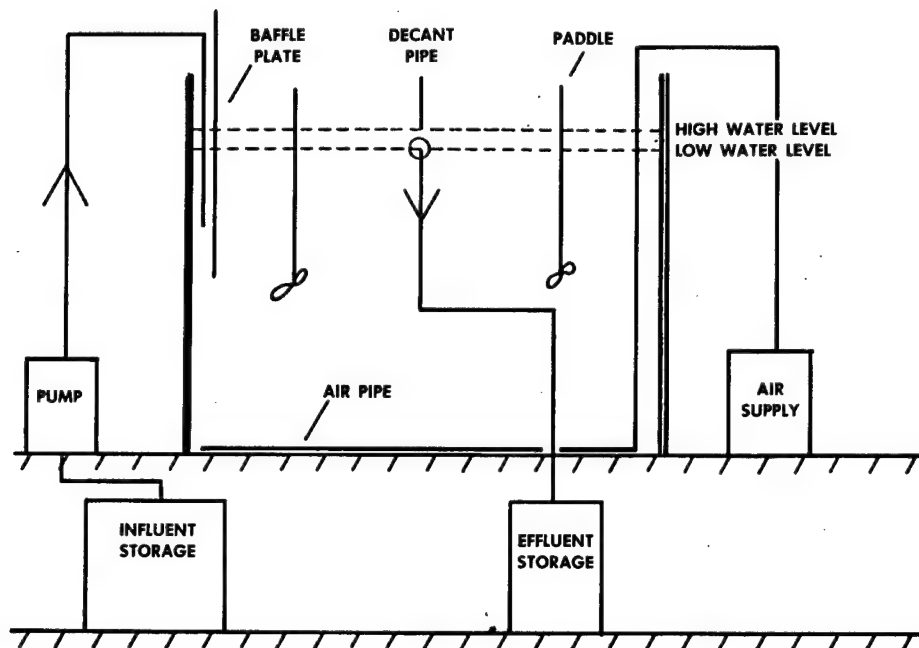 BAFFLE
PLATE
DECANT
PIPE
PADDLE
HIGH WATER LEVEL
LOW WATER LEVEL
PUMP
AIR PIPE
AIR
SUPPLY
INFLUENT
STORAGE
EFFLUENT
STORAGE